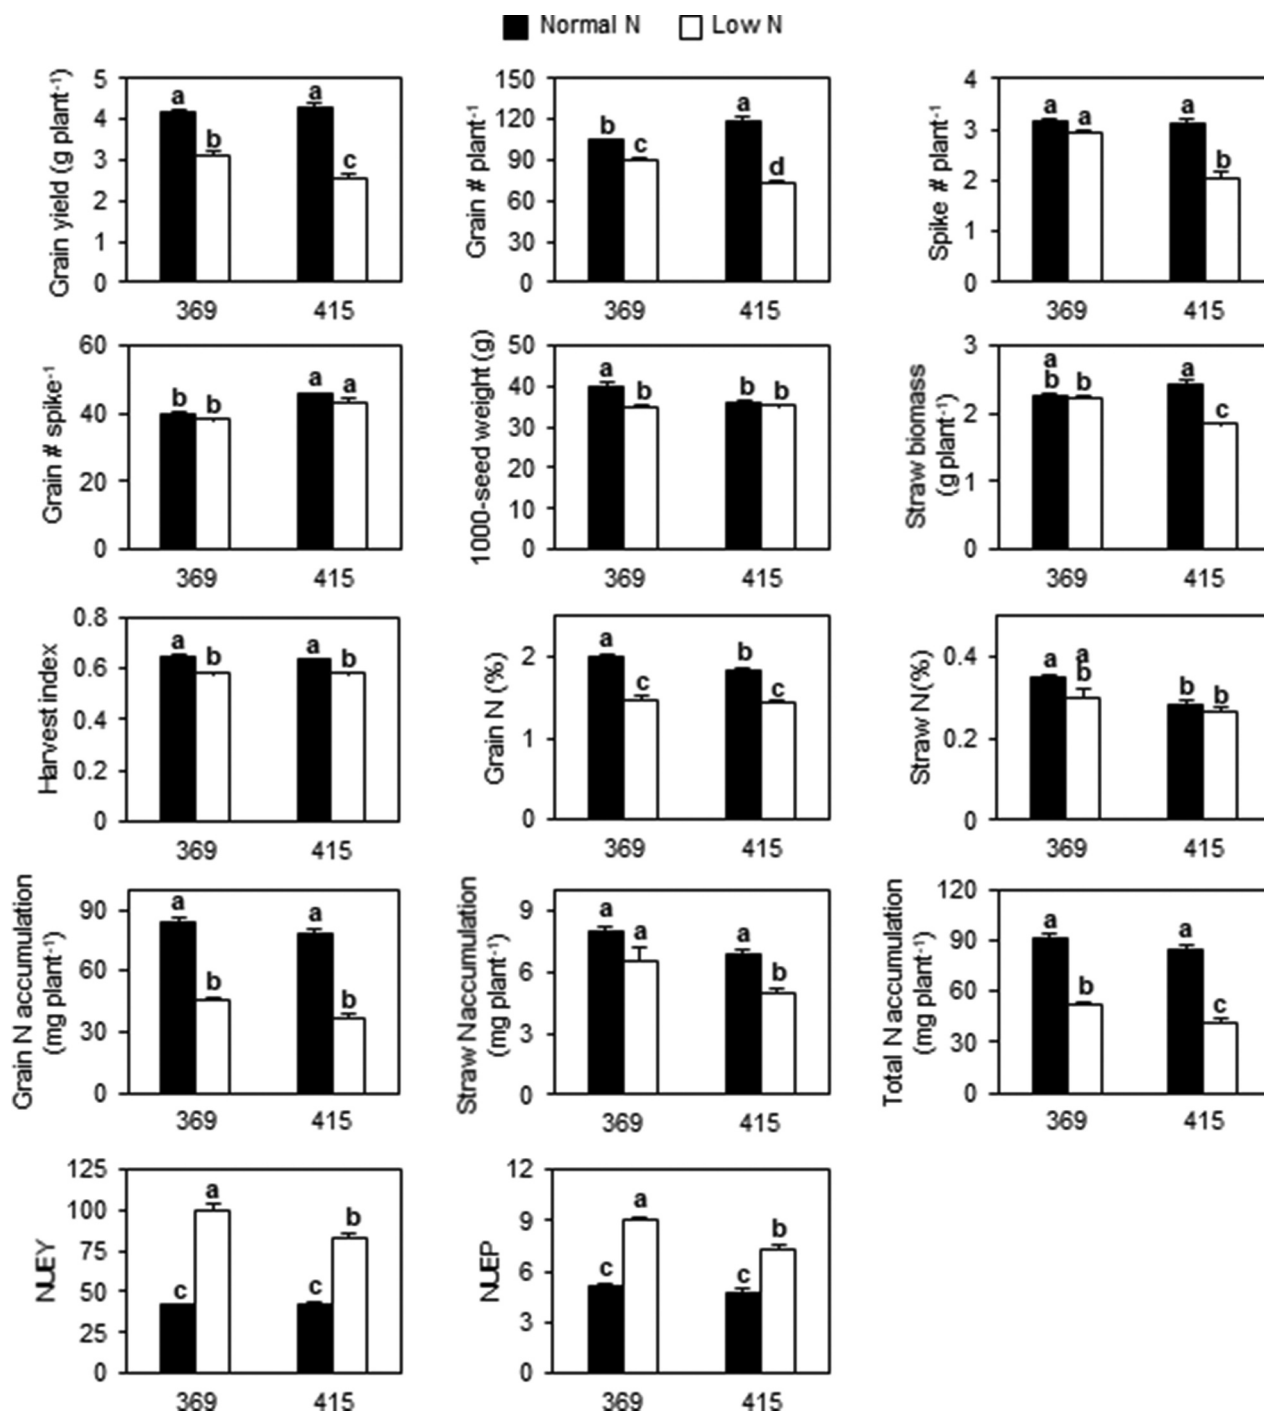 Normal N Low N
Grain yield (g plant⁻¹)
5
4
3
2
1
0
a
b
a
c
369 415
Grain # plant⁻¹
150
120
90
60
30
0
b
c
a
d
369 415
Spike # plant⁻¹
4
3
2
1
0
a
a
a
b
369 415
Grain # spike⁻¹
60
40
20
0
b
b
a
a
369 415
1000-seed weight (g)
50
40
30
20
10
0
a
b
b
b
369 415
Straw biomass
(g plant⁻¹)
3
2
1
0
a
b
b
a
c
369 415
Harvest index
0.8
0.6
0.4
0.2
0
a
b
a
b
369 415
Grain N (%)
2
1
0
a
c
b
c
369 415
Straw N(%)
0.4
0.2
0
a
a
b
b
b
369 415
Grain N accumulation
(mg plant⁻¹)
90
60
30
0
a
b
a
b
369 415
Straw N accumulation
(mg plant⁻¹)
9
6
3
0
a
a
a
b
369 415
Total N accumulation
(mg plant⁻¹)
120
90
60
30
0
a
b
a
c
369 415
NUEY
125
100
75
50
25
0
c
a
c
b
369 415
NUEP
12
9
6
3
0
c
a
c
b
369 415